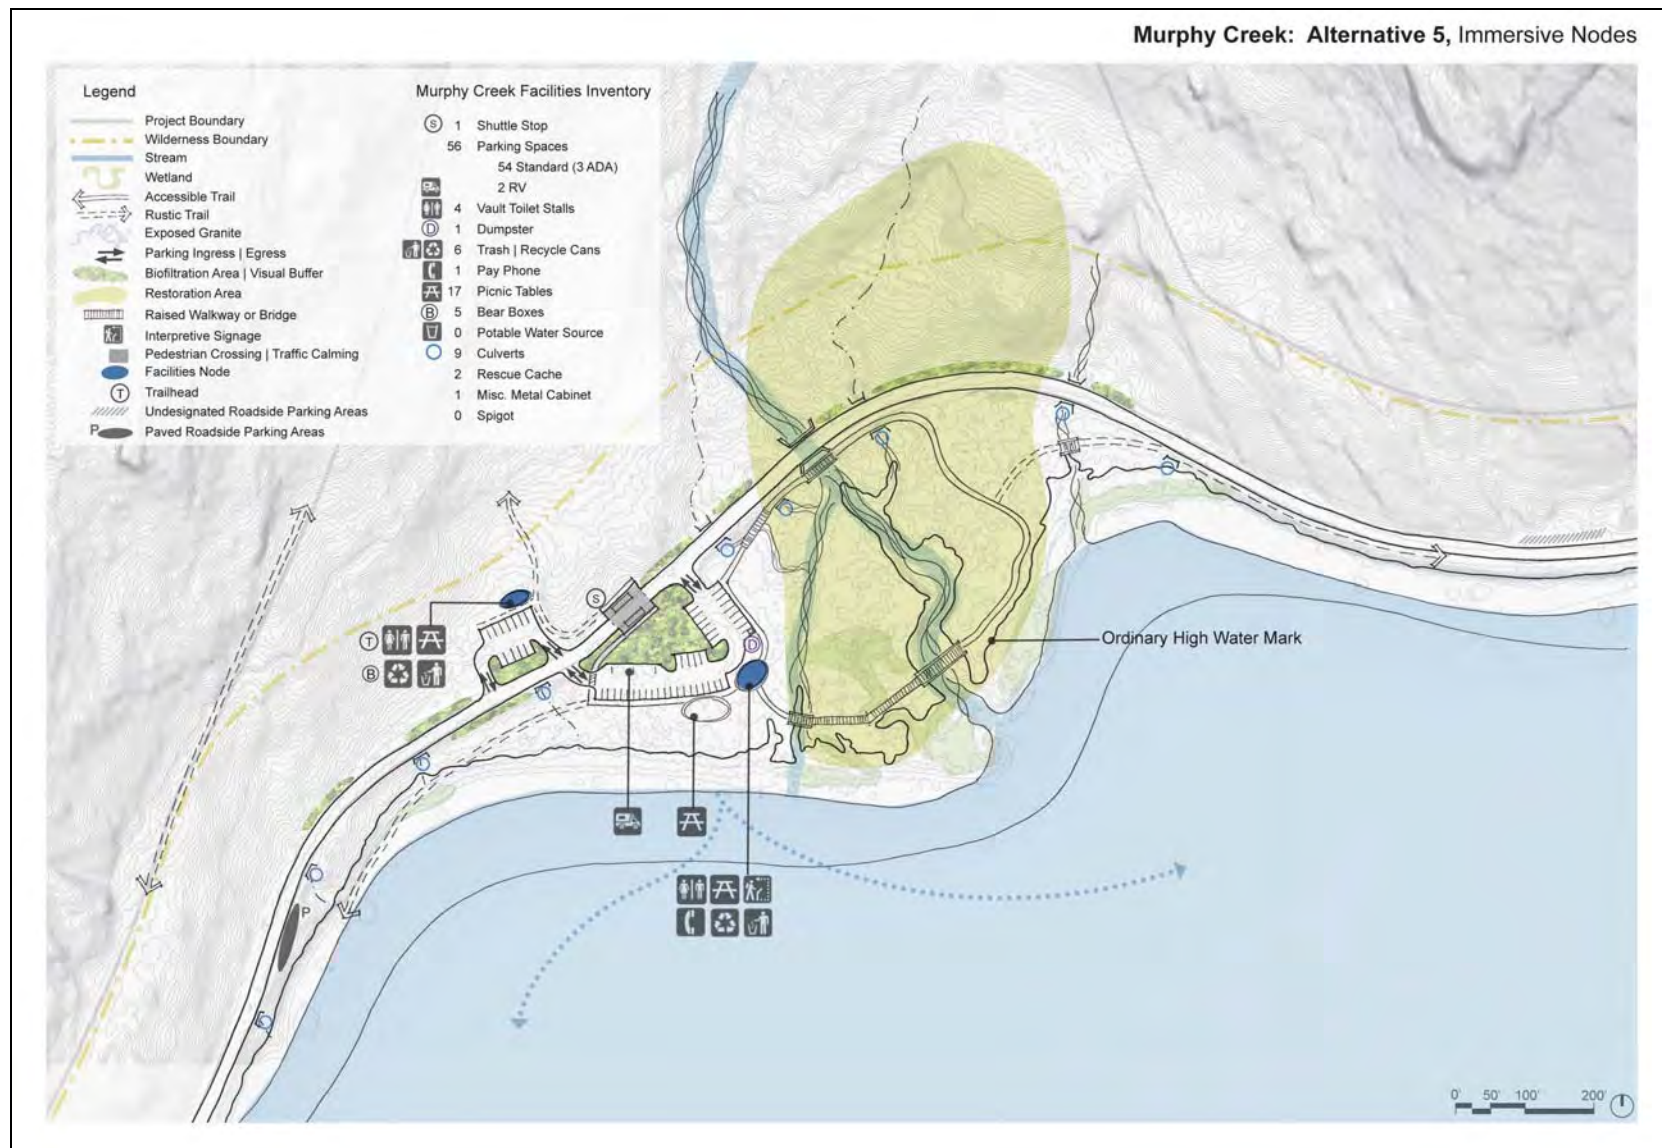 Murphy Creek: Alternative 5, Immersive Nodes
Legend
Project Boundary
Wilderness Boundary
Stream
Wetland
Accessible Trail
Rustic Trail
Exposed Granite
Parking Ingress | Egress
Biofiltration Area | Visual Buffer
Restoration Area
Raised Walkway or Bridge
Interpretive Signage
Pedestrian Crossing | Traffic Calming
Facilities Node
T Trailhead
Undesignated Roadside Parking Areas
P Paved Roadside Parking Areas
Murphy Creek Facilities Inventory
S 1 Shuttle Stop
56 Parking Spaces
54 Standard (3 ADA)
2 RV
4 Vault Toilet Stalls
D 1 Dumpster
6 Trash | Recycle Cans
1 Pay Phone
17 Picnic Tables
B 5 Bear Boxes
0 Potable Water Source
9 Culverts
2 Rescue Cache
1 Misc. Metal Cabinet
0 Spigot
S
T
B
D
Ordinary High Water Mark
P
0' 50' 100' 200'